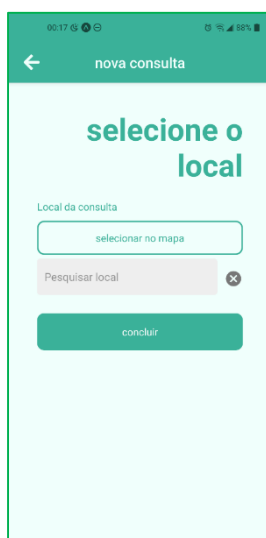 00:17
88%
nova consulta
selecione o
local
Local da consulta
selecionar no mapa
Pesquisar local
concluir